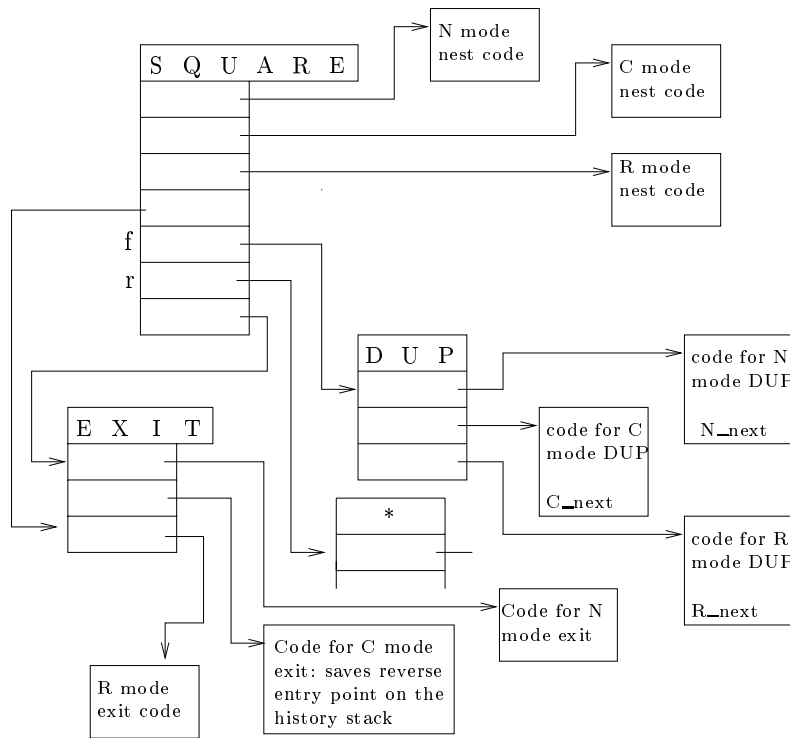 N mode
nest code
S Q U A R E
C mode
nest code
R mode
nest code
f
r
D U P
code for N
mode DUP
N_next
E X I T
code for C
mode DUP
C_next
*
code for R
mode DUP
R_next
Code for N
mode exit
Code for C mode
exit: saves reverse
entry point on the
history stack
R mode
exit code